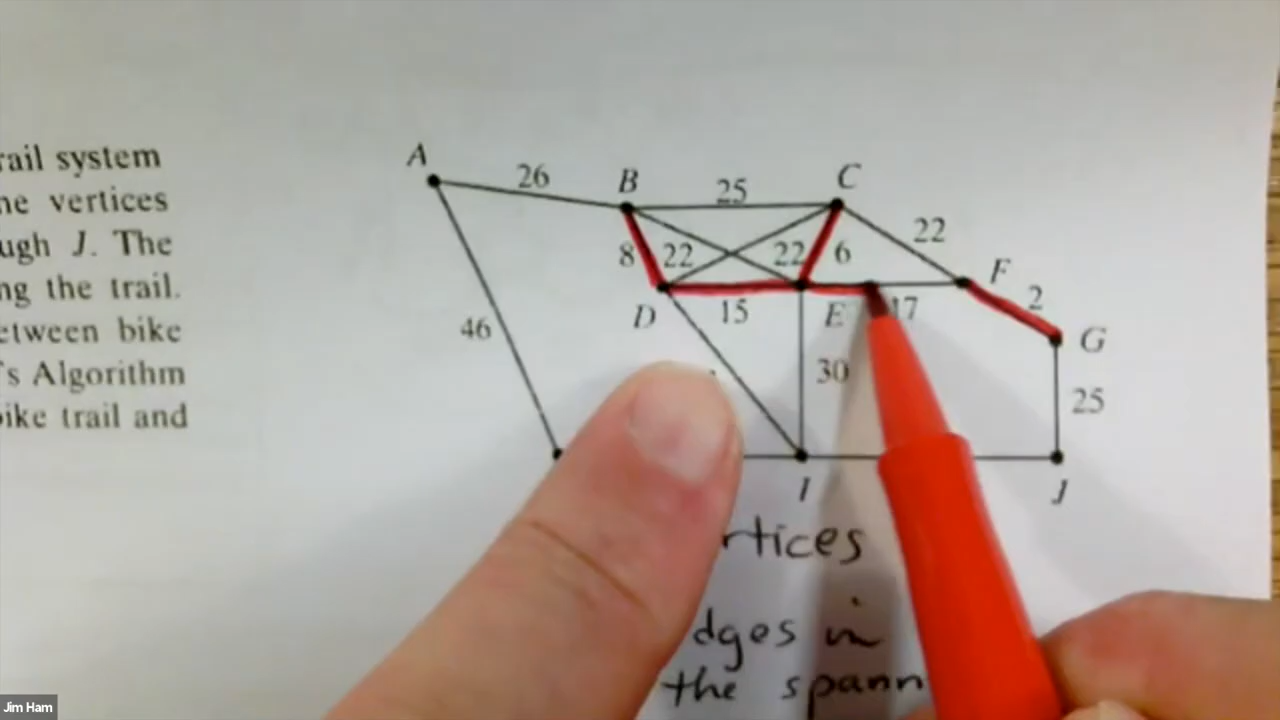 rail system
ne vertices
ugh J. The
ng the trail.
etween bike
's Algorithm
bike trail and
A
26
B
25
C
22
F
2
G
8
22
22
6
D
15
E
17
46
30
25
I
J
rtices
dges in
the spann
Jim Ham